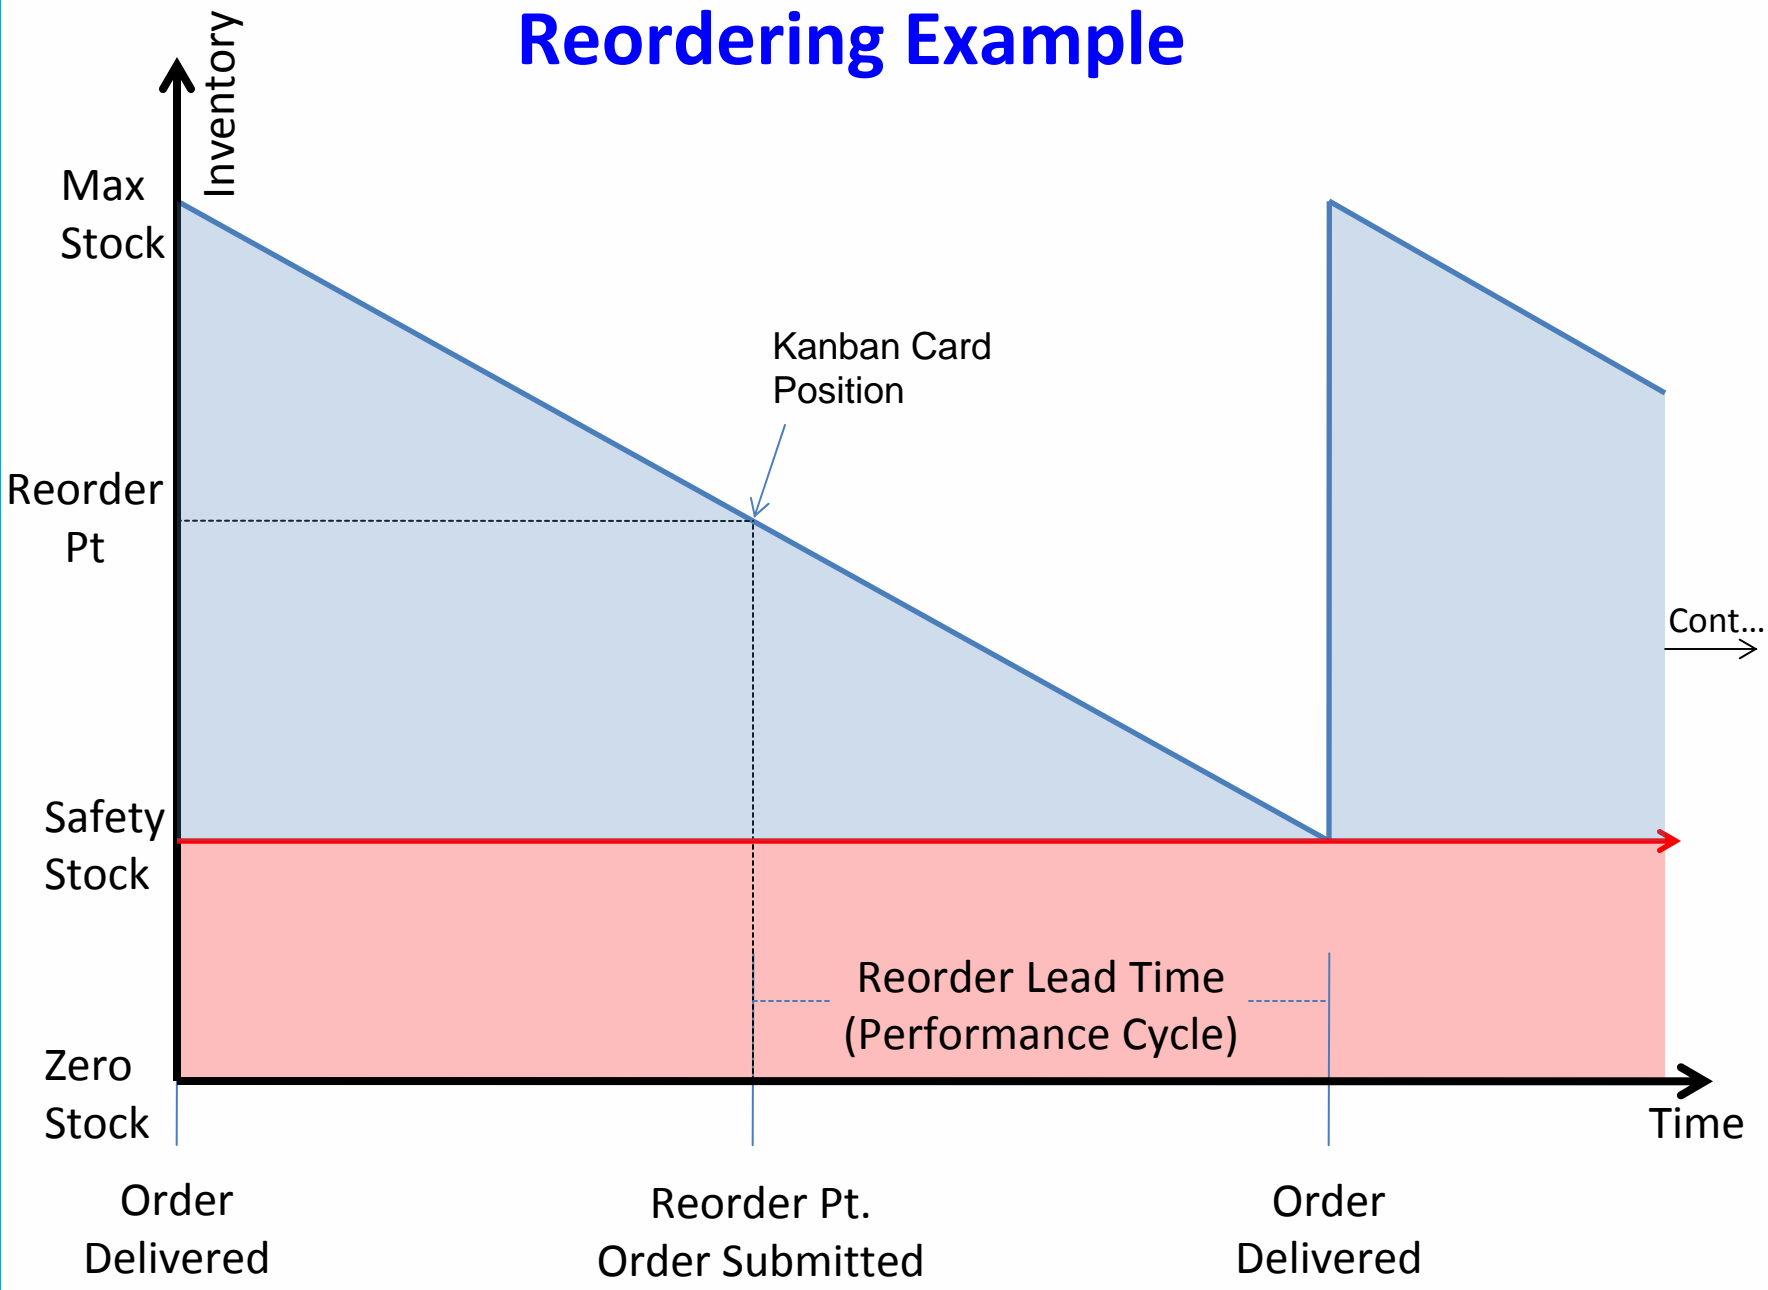 Reordering Example
Inventory
Max
Stock
Kanban Card
Position
Reorder
Pt
Cont...
Safety
Stock
Reorder Lead Time
(Performance Cycle)
Zero
Stock
Time
Order
Delivered
Reorder Pt.
Order Submitted
Order
Delivered